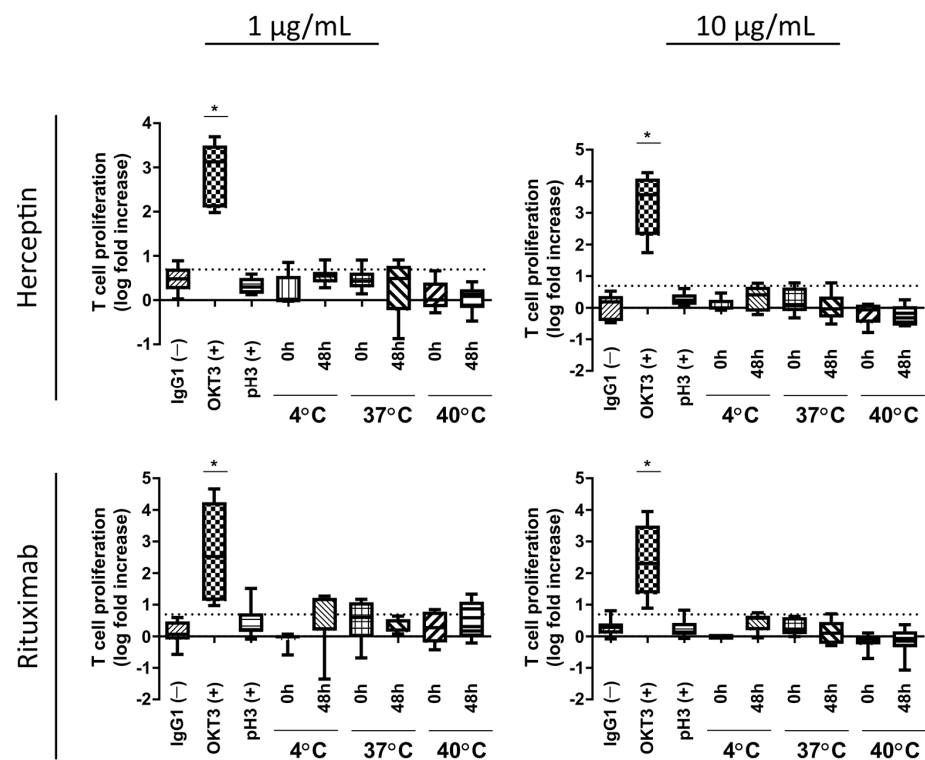 1 µg/mL
10 µg/mL
Herceptin
T cell proliferation
(log fold increase)
4
3
2
1
0
-1
*
IgG1 (–)
OKT3 (+)
pH3 (+)
0h
48h
0h
48h
0h
48h
4°C
37°C
40°C
T cell proliferation
(log fold increase)
5
4
3
2
1
0
-1
-2
*
IgG1 (–)
OKT3 (+)
pH3 (+)
0h
48h
0h
48h
0h
48h
4°C
37°C
40°C
Rituximab
T cell proliferation
(log fold increase)
5
4
3
2
1
0
-1
-2
*
IgG1 (–)
OKT3 (+)
pH3 (+)
0h
48h
0h
48h
0h
48h
4°C
37°C
40°C
T cell proliferation
(log fold increase)
5
4
3
2
1
0
-1
-2
*
IgG1 (–)
OKT3 (+)
pH3 (+)
0h
48h
0h
48h
0h
48h
4°C
37°C
40°C